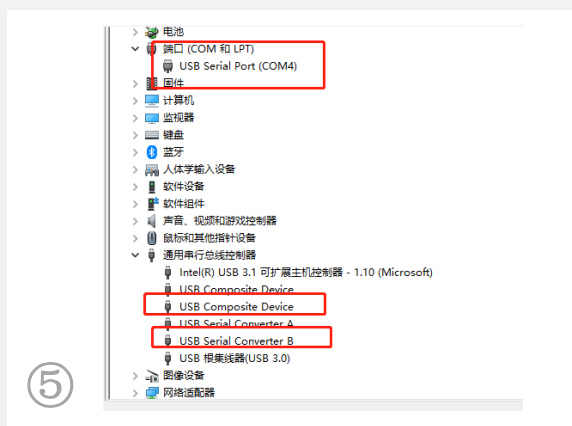 电池
端口 (COM 和 LPT)
USB Serial Port (COM4)
固件
计算机
监视器
键盘
蓝牙
人体学输入设备
软件设备
软件组件
声音、视频和游戏控制器
鼠标和其他指针设备
通用串行总线控制器
Intel(R) USB 3.1 可扩展主机控制器 - 1.10 (Microsoft)
USB Composite Device
USB Composite Device
USB Serial Converter A
USB Serial Converter B
USB 根集线器(USB 3.0)
图像设备
网络适配器
⑤